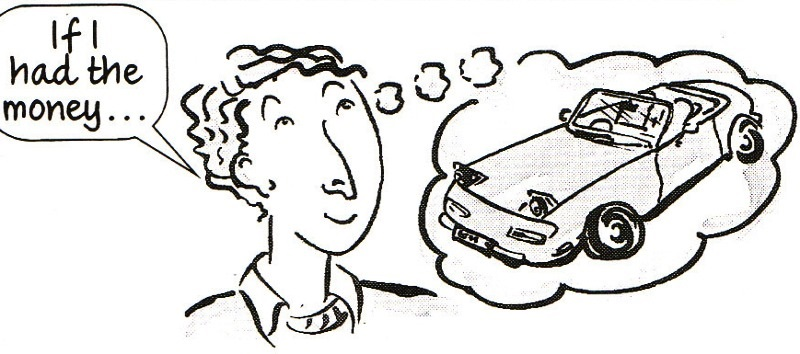 If I
had the
money...